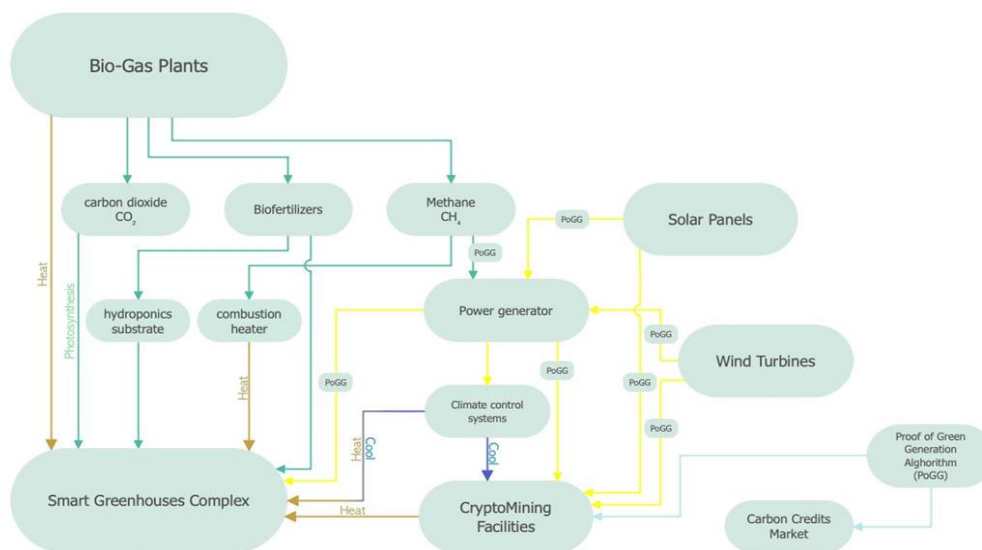 Bio-Gas Plants
carbon dioxide
CO2
Biofertilizers
Methane
CH4
Solar Panels
PoGG
PoGG
Heat
Photosynthesis
hydroponics
substrate
combustion
heater
Power generator
PoGG
Wind Turbines
Heat
PoGG
PoGG
PoGG
Climate control
systems
PoGG
Heat
Cool
Cool
Proof of Green
Generation
Alghorithm
(PoGG)
Smart Greenhouses Complex
Heat
CryptoMining
Facilities
Carbon Credits
Market